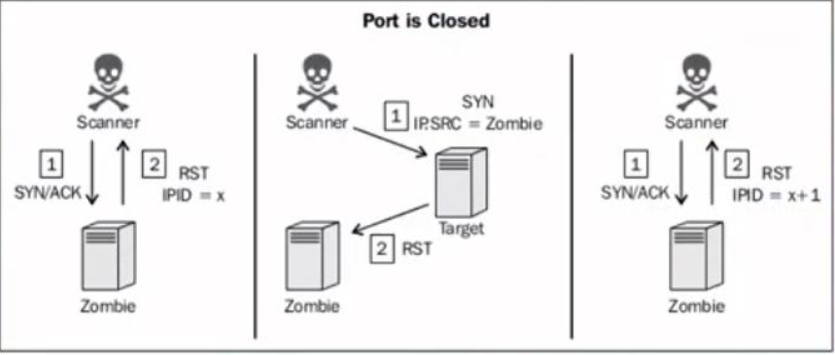 Port is Closed
Scanner
1
SYN/ACK
2
RST
IPID = x
Zombie
Scanner
1
SYN
IP.SRC = Zombie
Target
2 RST
Zombie
Scanner
1
SYN/ACK
2
RST
IPID = x+1
Zombie